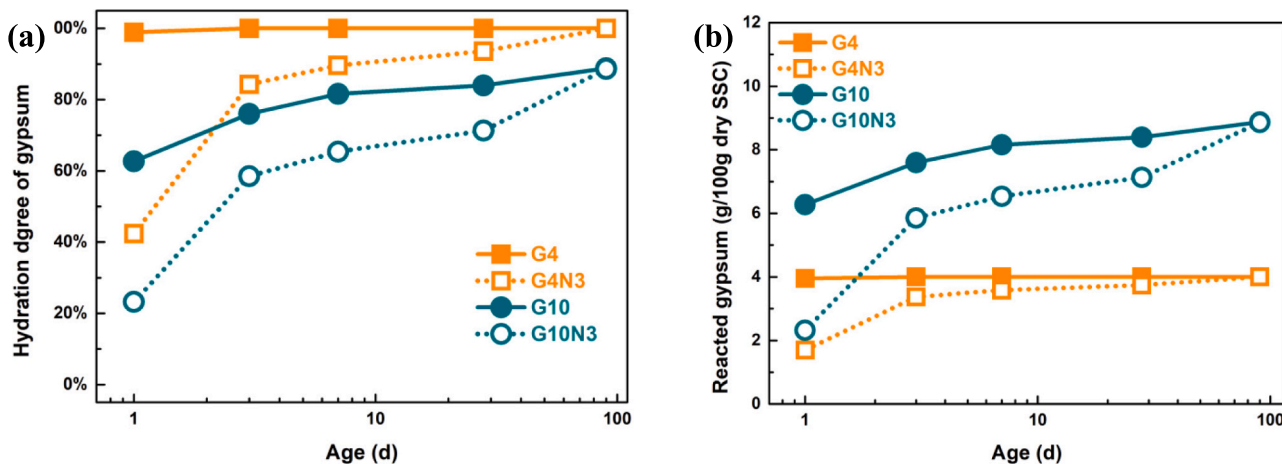 (a)
Hydration dgree of gypsum
00%
80%
60%
40%
20%
0%
G4
G4N3
G10
G10N3
1
10
100
Age (d)
(b)
Reacted gypsum (g/100g dry SSC)
12
10
8
6
4
2
0
G4
G4N3
G10
G10N3
1
10
100
Age (d)